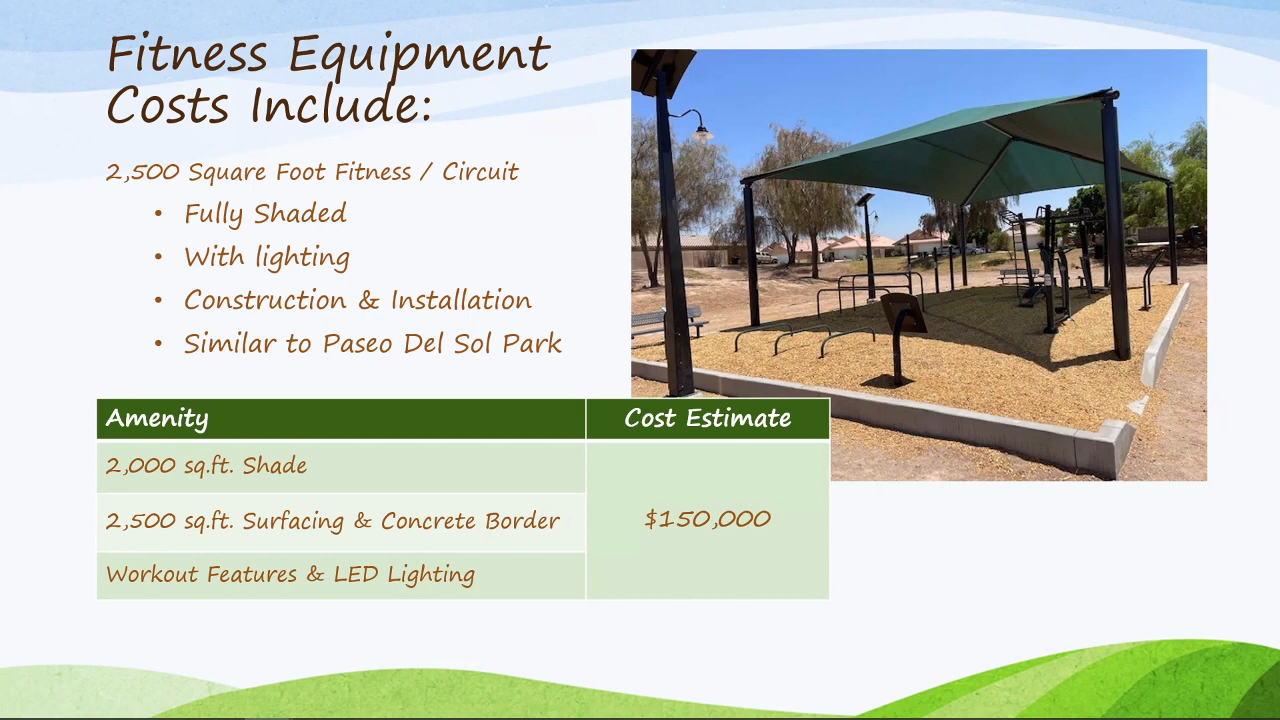 Fitness Equipment
Costs Include:
2,500 Square Foot Fitness / Circuit
• Fully Shaded
• With lighting
• Construction & Installation
• Similar to Paseo Del Sol Park
Amenity Cost Estimate
2,000 sq.ft. Shade
2,500 sq.ft. Surfacing & Concrete Border
$150,000
Workout Features & LED Lighting